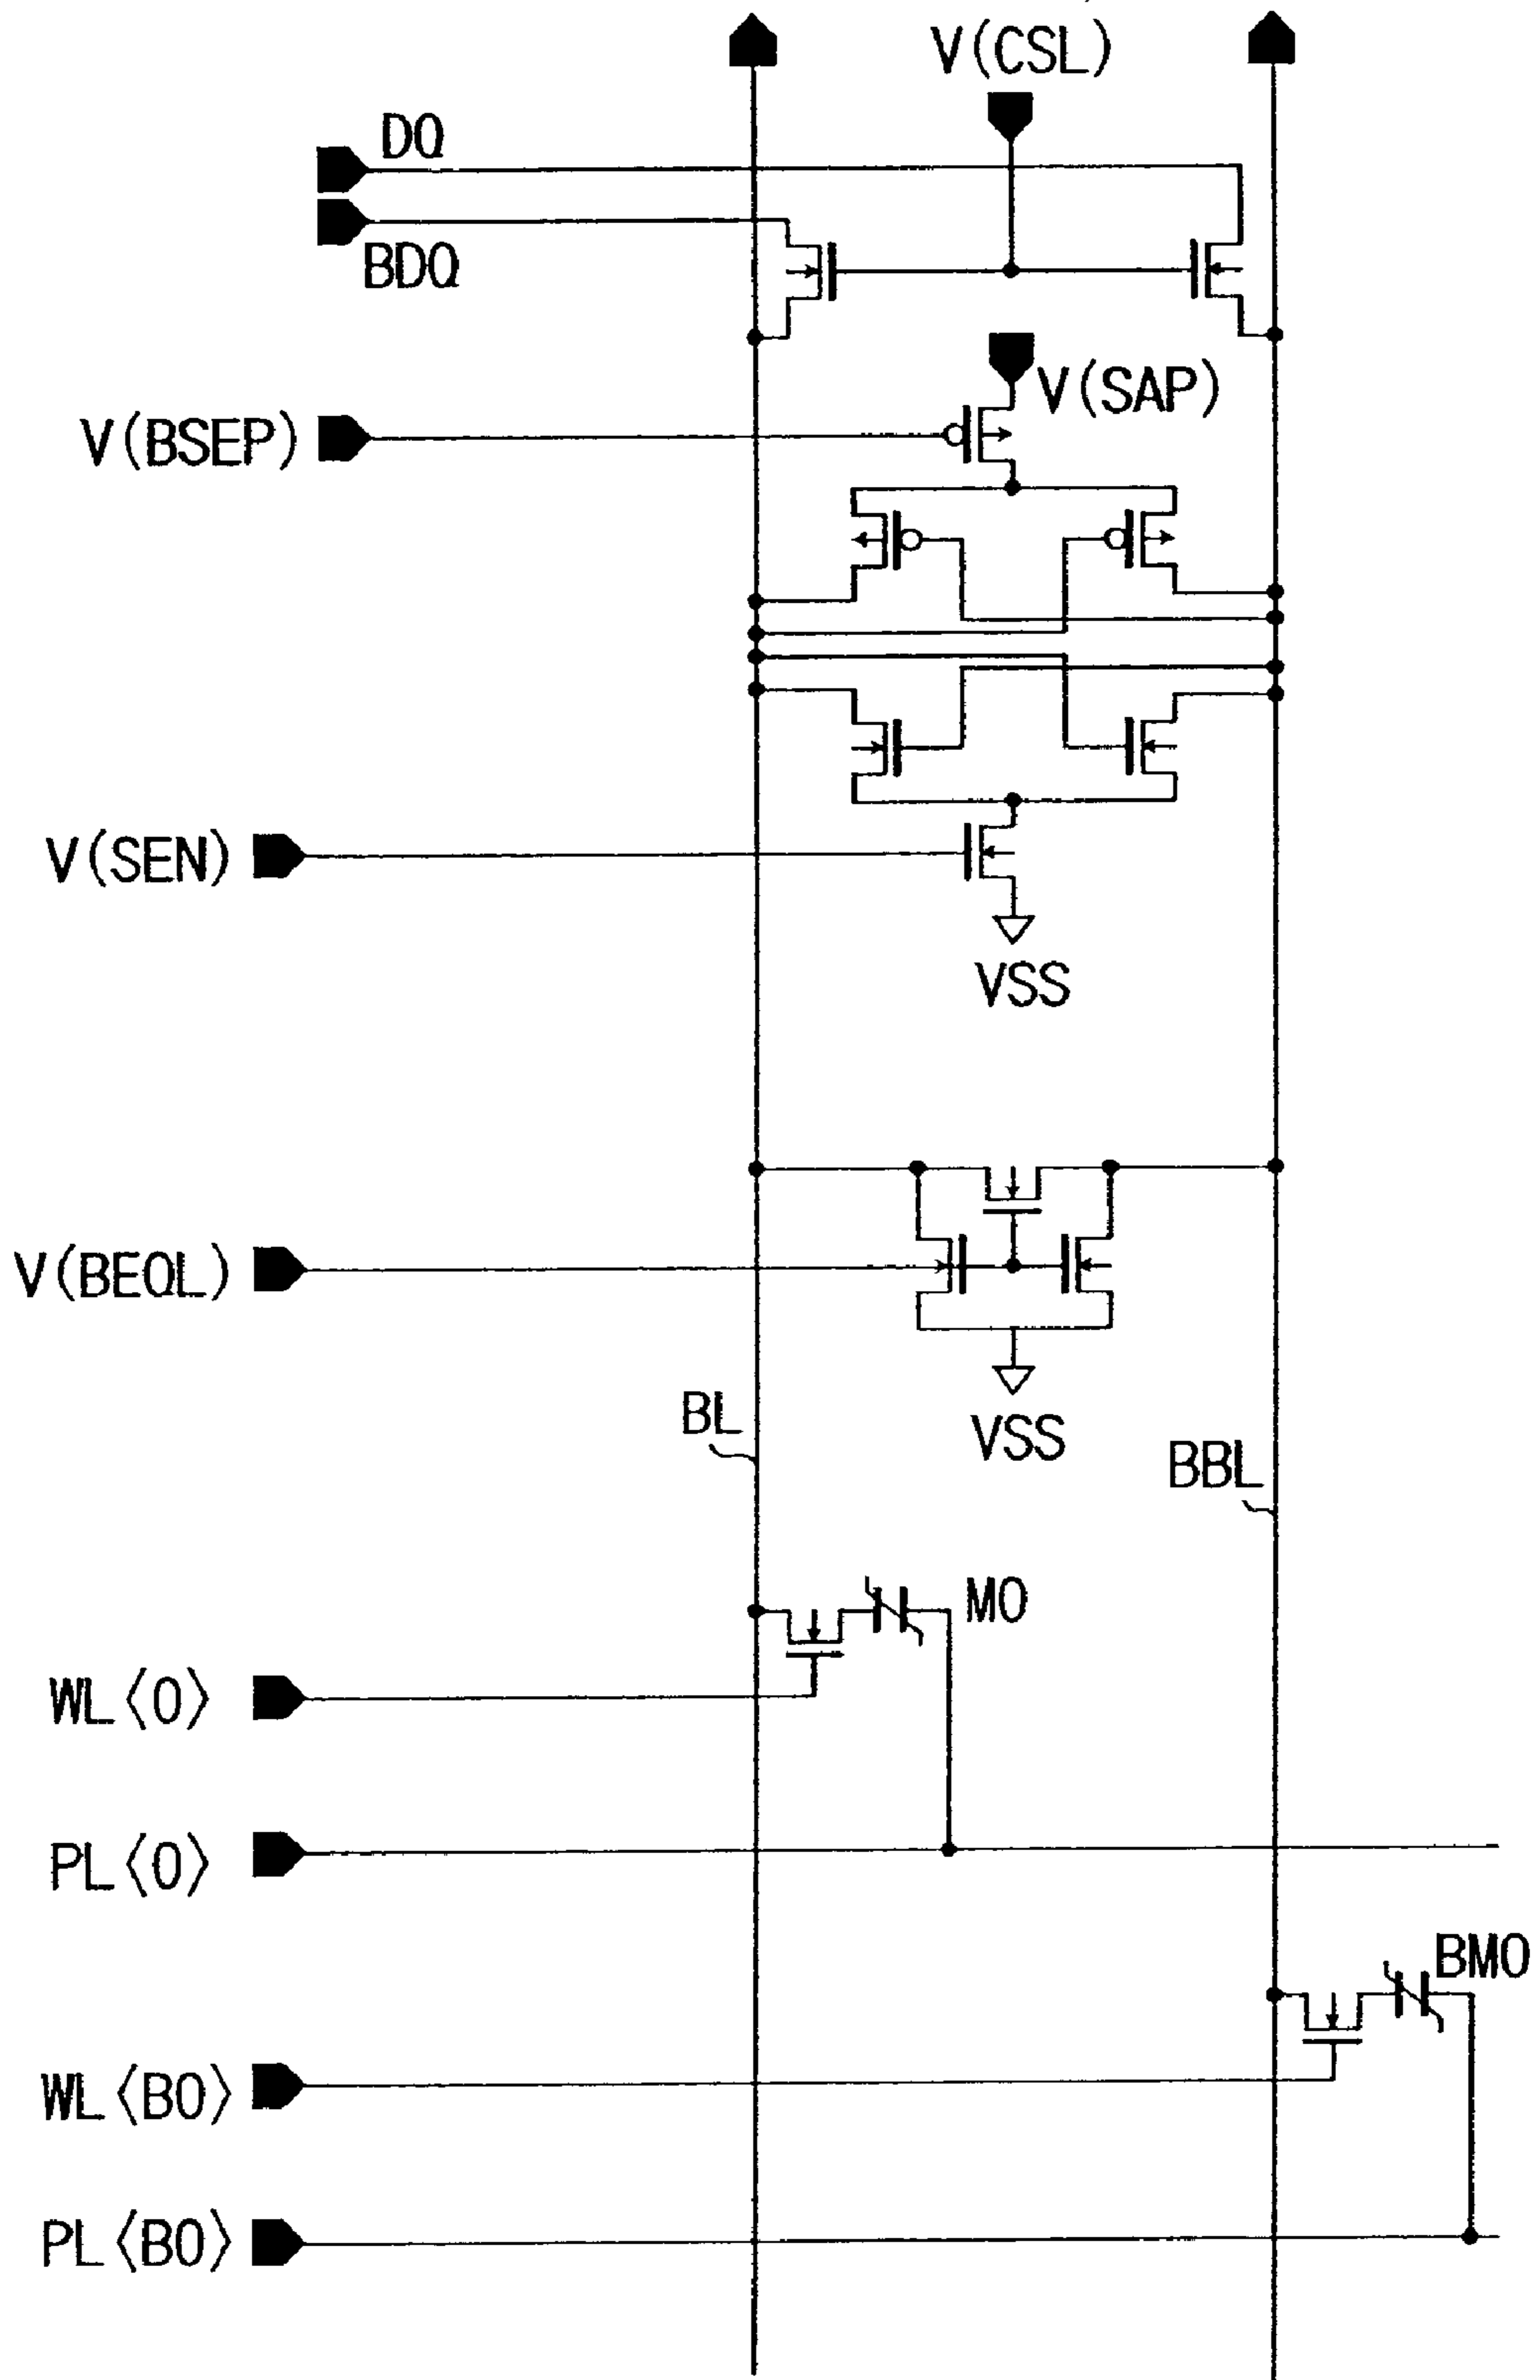 V(CSL)
DQ
BDQ
V(SAP)
V(BSEP)
V(SEN)
VSS
V(BEQL)
BL
VSS
BBL
M0
WL〈0〉
PL〈0〉
BM0
WL〈B0〉
PL〈B0〉